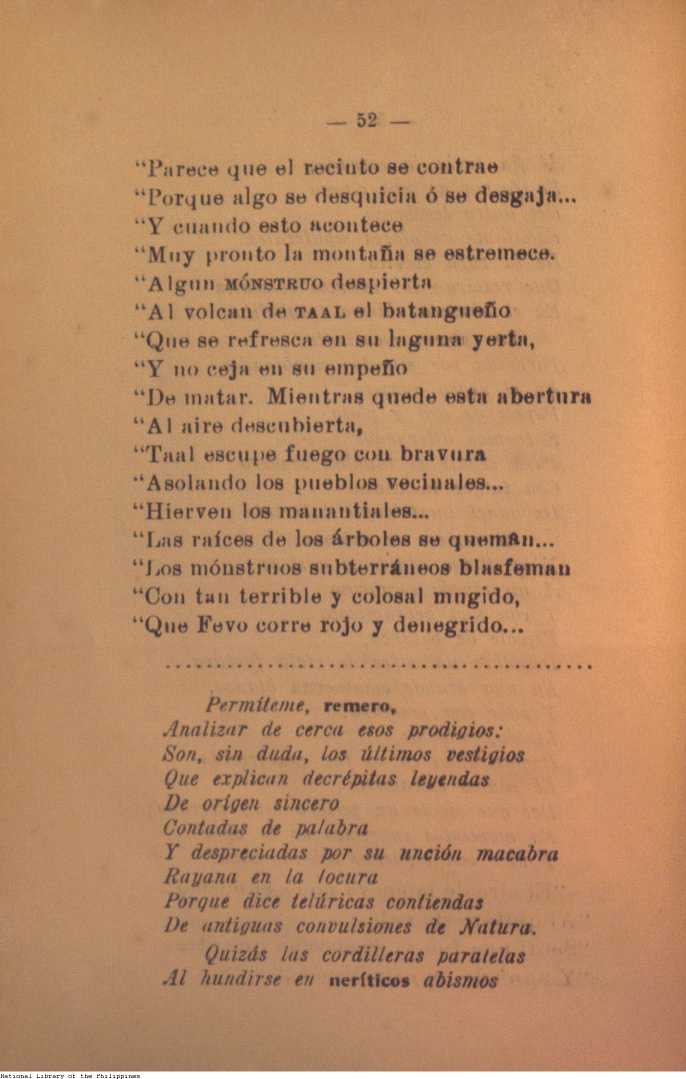 — 52 —
“Parece que el recinto se contrae
“Porque algo se desquicia ó se desgaja...
“Y cuando esto acontece
“Muy pronto la montaña se estremece.
“Algun MÓNSTRUO despierta
“Al volcan de TAAL el batangueño
“Que se refresca en su laguna yerta,
“Y no ceja en su empeño
“De matar. Mientras quede esta abertura
“Al aire descubierta,
“Taal escupe fuego con bravura
“Asolando los pueblos vecinales...
“Hierven los manantiales...
“Las raíces de los árboles se queman...
“Los mónstruos subterráneos blasfeman
“Con tan terrible y colosal mugido,
“Que Fevo corre rojo y denegrido...
..........................................
Permíteme, remero,
Analizar de cerca esos prodigios:
Son, sin duda, los últimos vestigios
Que explican decrépitas leyendas
De orígen sincero
Contadas de palabra
Y despreciadas por su unción macabra
Rayana en la locura
Porque dice telúricas contiendas
De antiguas convulsiones de Natura.
Quizás las cordilleras paralelas
Al hundirse en neríticos abismos
National Library of the Philippines